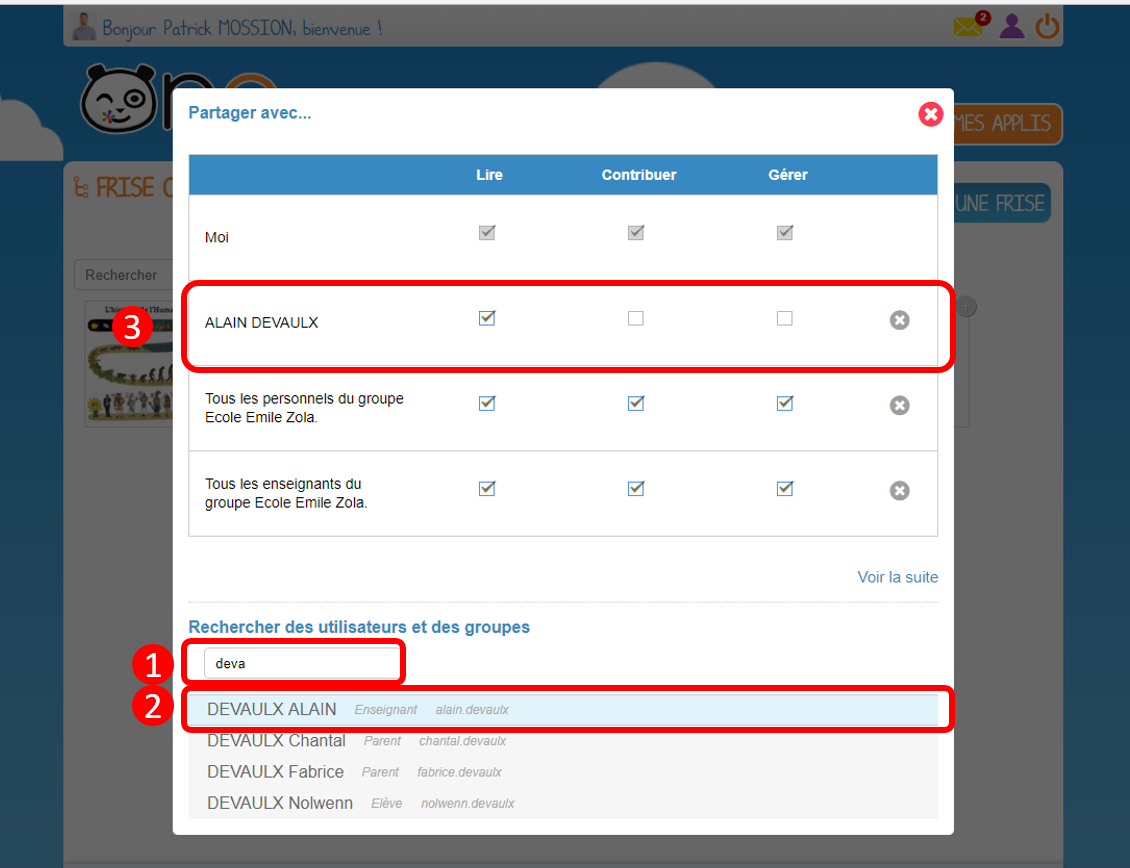 Bonjour Patrick MOSSION, bienvenue !
2
MES APPLIS
FRISE
UNE FRISE
Rechercher
Partager avec...
Lire Contribuer Gérer
Moi
3
ALAIN DEVAULX
Tous les personnels du groupe
Ecole Emile Zola.
Tous les enseignants du
groupe Ecole Emile Zola.
Voir la suite
Rechercher des utilisateurs et des groupes
1
deva
2
DEVAULX ALAIN Enseignant alain.devaulx
DEVAULX Chantal Parent chantal.devaulx
DEVAULX Fabrice Parent fabrice.devaulx
DEVAULX Nolwenn Elève nolwenn.devaulx